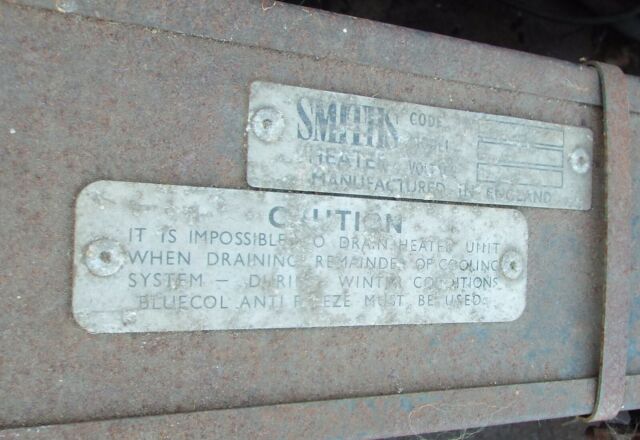 SMITHS CODE
HEATER VOLTS
MANUFACTURED IN ENGLAND
CAUTION
IT IS IMPOSSIBLE TO DRAIN HEATER UNIT
WHEN DRAINING REMAINDER OF COOLING
SYSTEM — DURING WINTER CONDITIONS
BLUECOL ANTI FREEZE MUST BE USED.